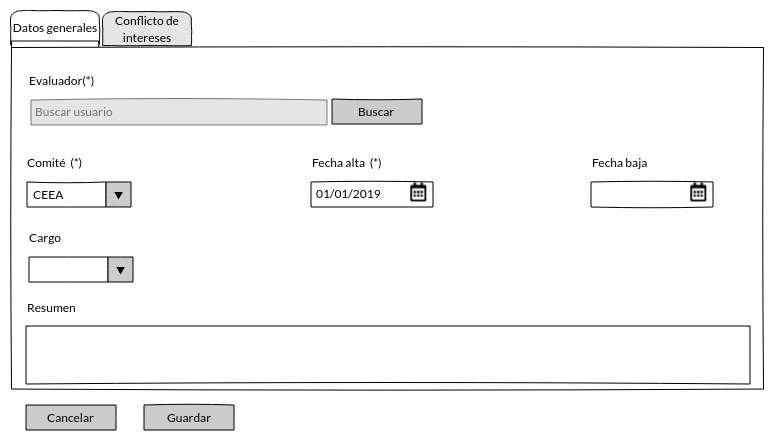 Datos generales
Conflicto de
intereses
Evaluador(*)
Buscar usuario
Buscar
Comité (*)
Fecha alta (*)
Fecha baja
CEEA
01/01/2019
Cargo
Resumen
Cancelar
Guardar